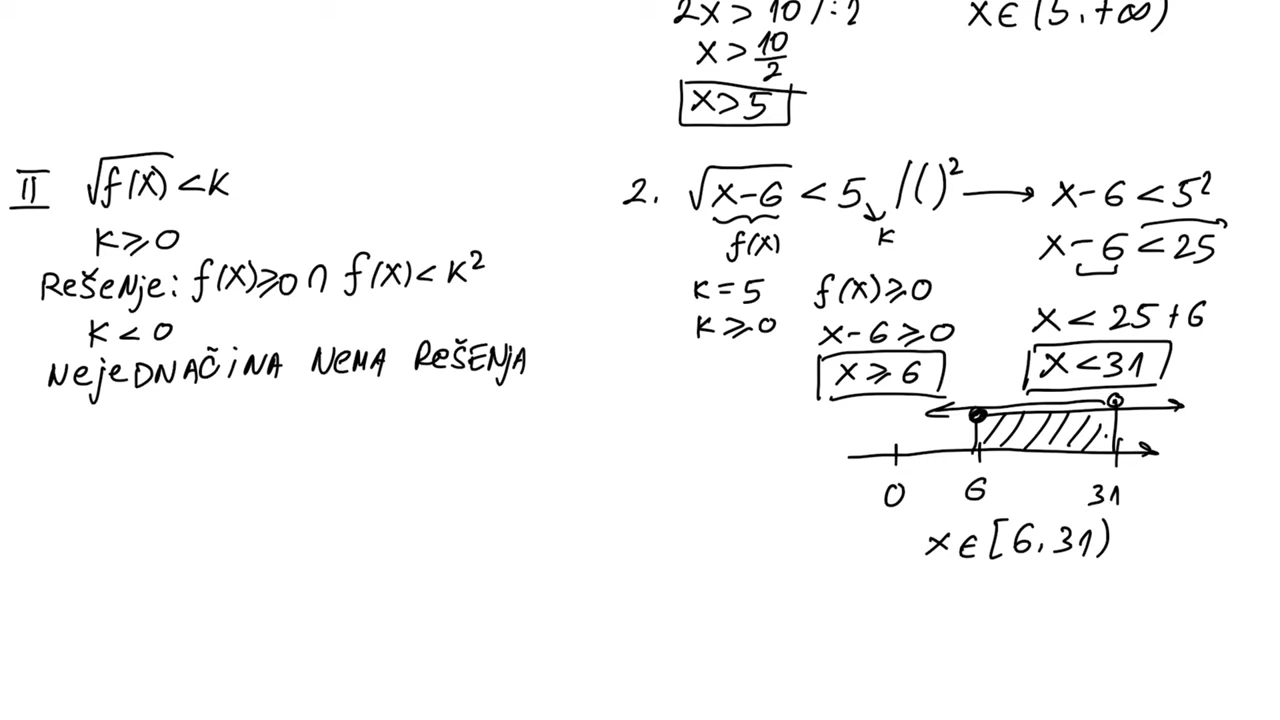 2x > 10 /:2
x ∈ (5, +∞)
x > 10/2
x > 5
II √f(x) < k
k ≥ 0
Rešenje: f(x) ≥ 0 ∩ f(x) < k²
k < 0
Nejednačina nema rešenja
2. √x-6 < 5 /()² → x-6 < 5²
f(x)
k
x-6 < 25
k = 5
f(x) ≥ 0
k ≥ 0
x-6 ≥ 0
x < 25+6
x ≥ 6
x < 31
0 6 31
x ∈ [6, 31)